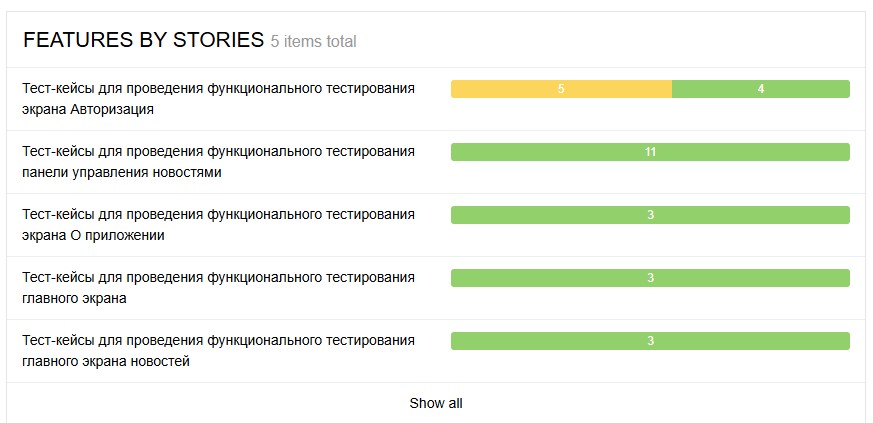 FEATURES BY STORIES 5 items total
Тест-кейсы для проведения функционального тестирования
экрана Авторизация
5 4
Тест-кейсы для проведения функционального тестирования
панели управления новостями
11
Тест-кейсы для проведения функционального тестирования
экрана О приложении
3
Тест-кейсы для проведения функционального тестирования
главного экрана
3
Тест-кейсы для проведения функционального тестирования
главного экрана новостей
3
Show all